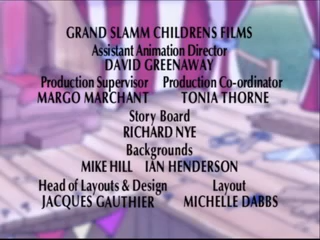 GRAND SLAMM CHILDRENS FILMS
Assistant Animation Director
DAVID GREENAWAY
Production Supervisor Production Co-ordinator
MARGO MARCHANT TONIA THORNE
Story Board
RICHARD NYE
Backgrounds
MIKE HILL IAN HENDERSON
Head of Layouts & Design Layout
JACQUES GAUTHIER MICHELLE DABBS